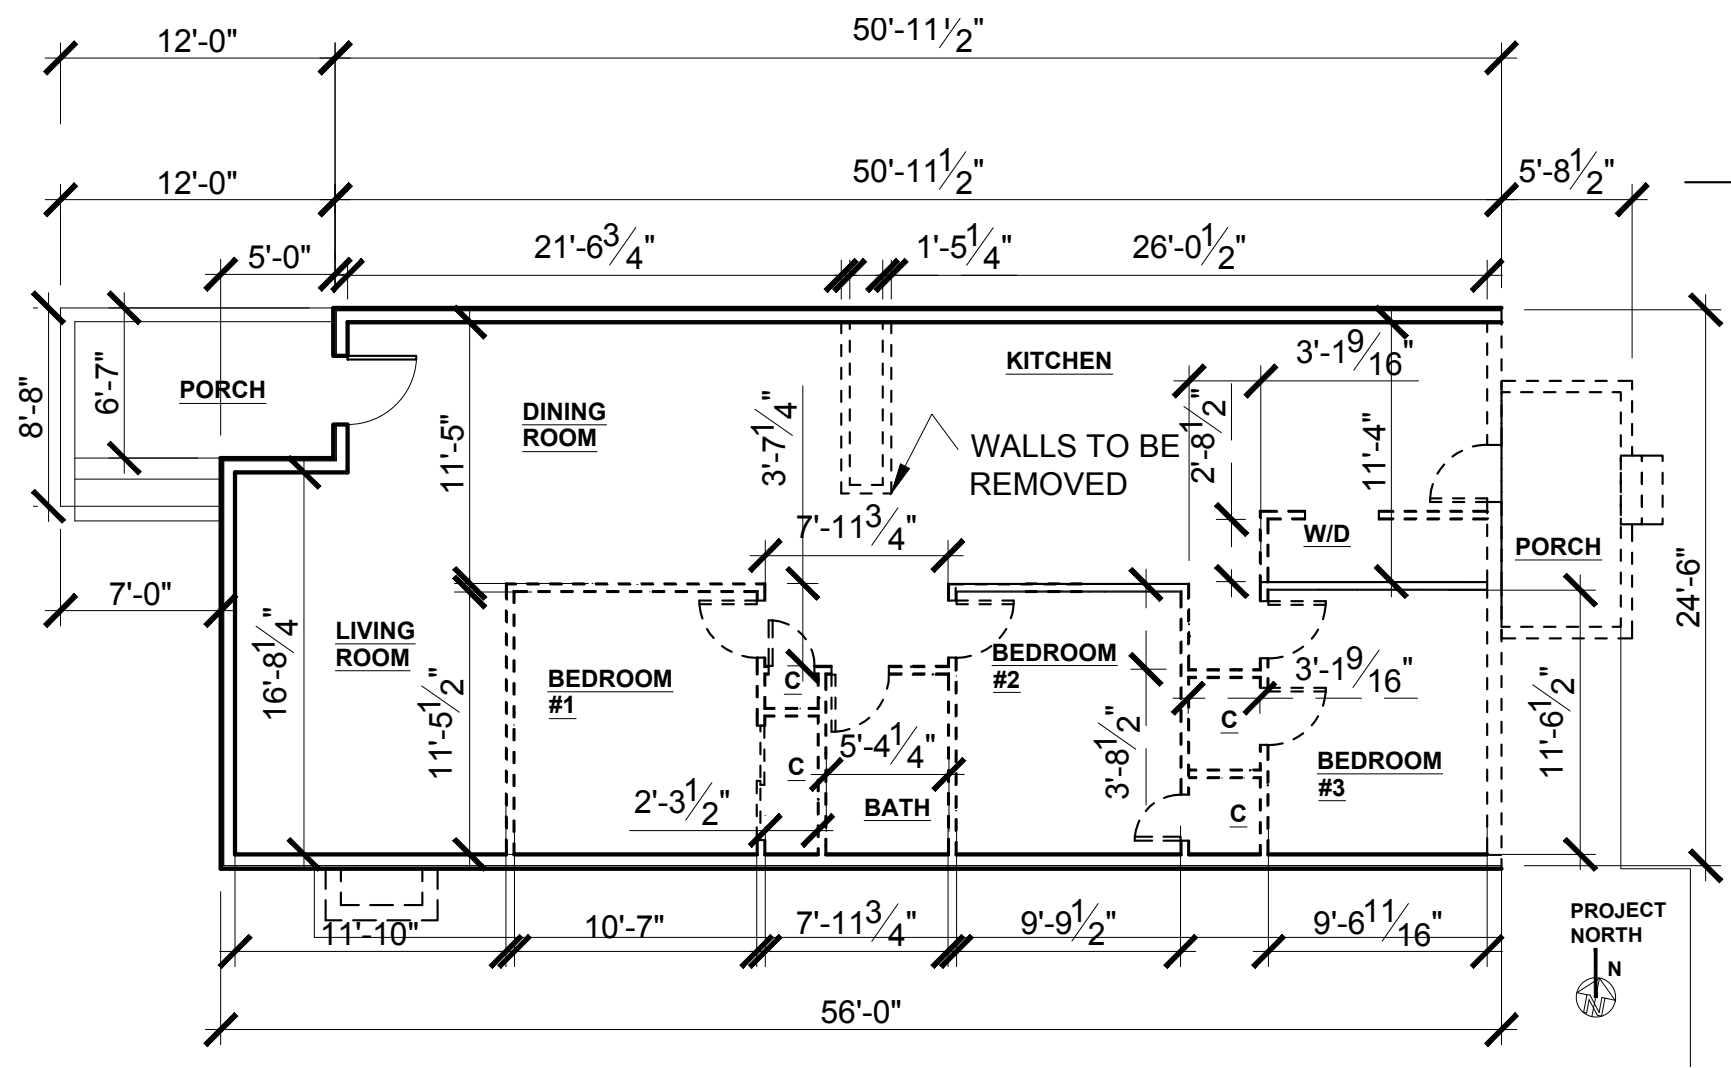 12'-0"
50'-11 1/2"
12'-0"
50'-11 1/2"
5'-8 1/2"
5'-0"
21'-6 3/4"
1'-5 1/4"
26'-0 1/2"
8'-8"
6'-7"
PORCH
11'-5"
DINING
ROOM
3'-7 1/4"
KITCHEN
WALLS TO BE
REMOVED
3'-1 9/16"
2'-8 1/2"
11'-4"
7'-11 3/4"
W/D
PORCH
24'-6"
7'-0"
LIVING
ROOM
16'-8 1/4"
11'-5 1/2"
BEDROOM
#1
C
C
2'-3 1/2"
5'-4 1/4"
BATH
BEDROOM
#2
3'-8 1/2"
3'-1 9/16"
C
C
BEDROOM
#3
11'-6 1/2"
11'-10"
10'-7"
7'-11 3/4"
9'-9 1/2"
9'-6 11/16"
56'-0"
PROJECT
NORTH
N
N